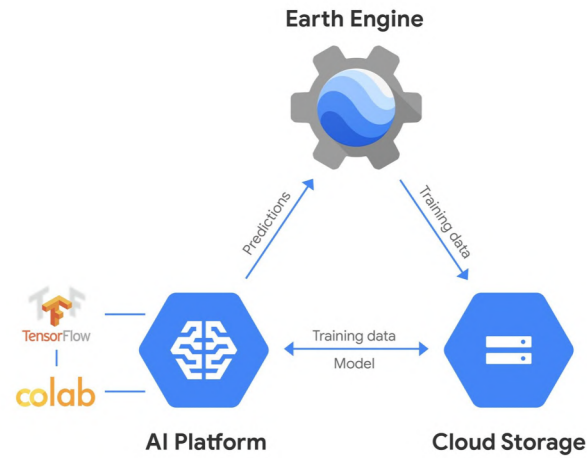 Earth Engine
Predictions
Training data
TensorFlow
colab
Training data
Model
AI Platform
Cloud Storage